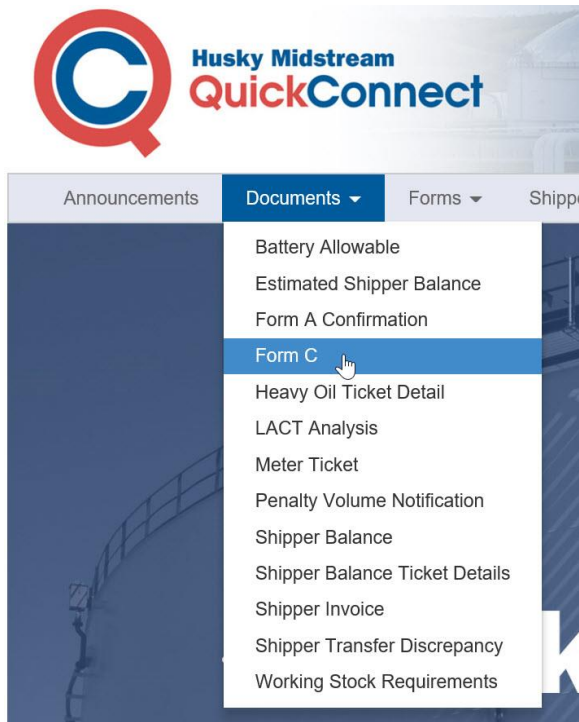 Husky Midstream
QuickConnect
Announcements Documents Forms
Battery Allowable
Estimated Shipper Balance
Form A Confirmation
Form C
Heavy Oil Ticket Detail
LACT Analysis
Meter Ticket
Penalty Volume Notification
Shipper Balance
Shipper Balance Ticket Details
Shipper Invoice
Shipper Transfer Discrepancy
Working Stock Requirements